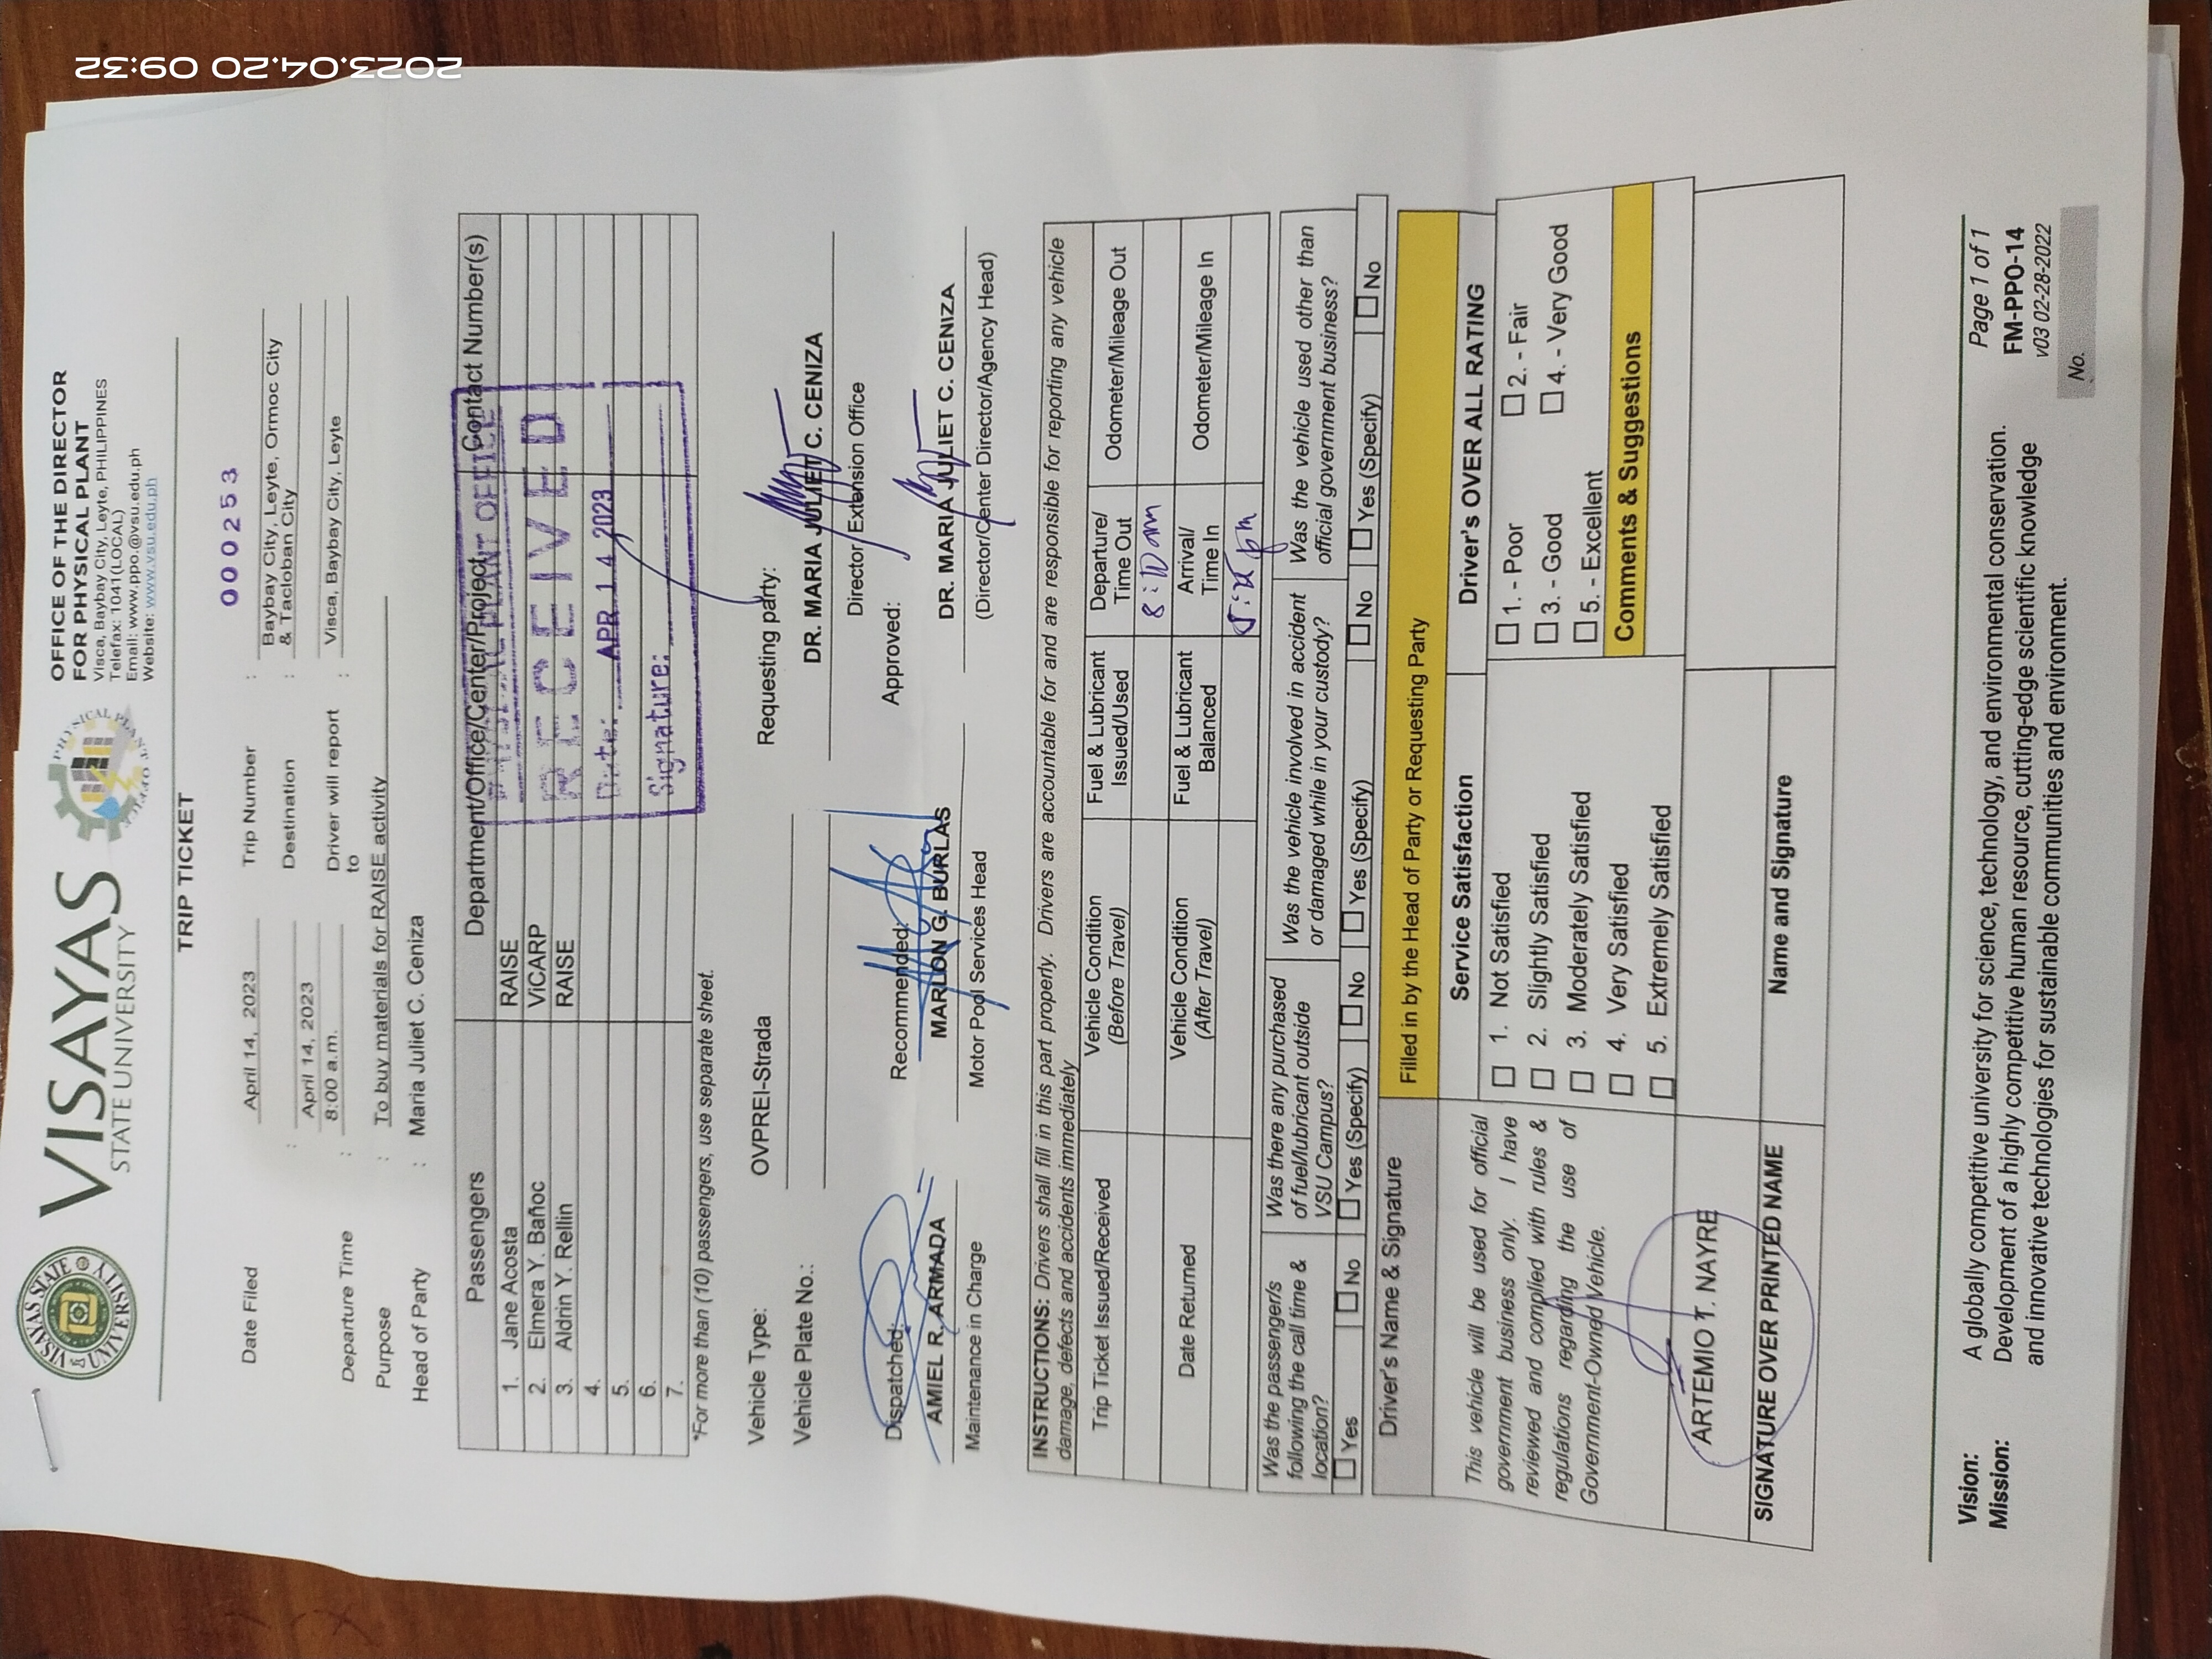 2023.04.20 09:32
VISAYAS STATE UNIVERSITY
VISAYAS
STATE UNIVERSITY
PHYSICAL PLANT OFFICE
OFFICE OF THE DIRECTOR
FOR PHYSICAL PLANT
Visca, Baybay City, Leyte, PHILIPPINES
Telefax: 1041(LOCAL)
Email: www.ppo.@vsu.edu.ph
Website: www.vsu.edu.ph
TRIP TICKET
000253
Date Filed April 14, 2023 Trip Number :
Destination : Baybay City, Leyte, Ormoc City
& Tacloban City
Departure Time : April 14, 2023
8:00 a.m. Driver will report to : Visca, Baybay City, Leyte
Purpose : To buy materials for RAISE activity
Head of Party : Maria Juliet C. Ceniza
Passengers Department/Office/Center/Project Contact Number(s)
1. Jane Acosta RAISE
2. Elmera Y. Bañoc ViCARP
3. Aldrin Y. Rellin RAISE
4.
5.
6.
7.
PHYSICAL PLANT OFFICE
RECEIVED
Date: APR 14 2023
Signature:
*For more than (10) passengers, use separate sheet.
Vehicle Type: OVPREI-Strada
Vehicle Plate No.:
Requesting party:
DR. MARIA JULIET C. CENIZA
Director Extension Office
Dispatched: Recommended: Approved:
AMIEL R. ARMADA MARLON G. BURLAS DR. MARIA JULIET C. CENIZA
Maintenance in Charge Motor Pool Services Head (Director/Center Director/Agency Head)
INSTRUCTIONS: Drivers shall fill in this part properly. Drivers are accountable for and are responsible for reporting any vehicle
damage, defects and accidents immediately
Trip Ticket Issued/Received Vehicle Condition (Before Travel) Fuel & Lubricant Issued/Used Departure/ Time Out Odometer/Mileage Out
Date Returned Vehicle Condition (After Travel) Fuel & Lubricant Balanced Arrival/ Time In Odometer/Mileage In
Was the passenger/s following the call time & location?
Yes No
Was there any purchased of fuel/lubricant outside VSU Campus?
Yes (Specify) No
Was the vehicle involved in accident or damaged while in your custody?
Yes (Specify) No
Was the vehicle used other than official government business?
Yes (Specify) No
Driver's Name & Signature
This vehicle will be used for official
government business only. I have
reviewed and complied with rules &
regulations regarding the use of
Government-Owned Vehicle.
ARTEMIO T. NAYRE
SIGNATURE OVER PRINTED NAME
Filled in by the Head of Party or Requesting Party
Service Satisfaction
1. Not Satisfied
2. Slightly Satisfied
3. Moderately Satisfied
4. Very Satisfied
5. Extremely Satisfied
Driver's OVER ALL RATING
1. - Poor 2. - Fair
3. - Good 4. - Very Good
5. - Excellent
Comments & Suggestions
Name and Signature
Vision: A globally competitive university for science, technology, and environmental conservation.
Mission: Development of a highly competitive human resource, cutting-edge scientific knowledge
and innovative technologies for sustainable communities and environment.
Page 1 of 1
FM-PPO-14
v03 02-28-2022
No.